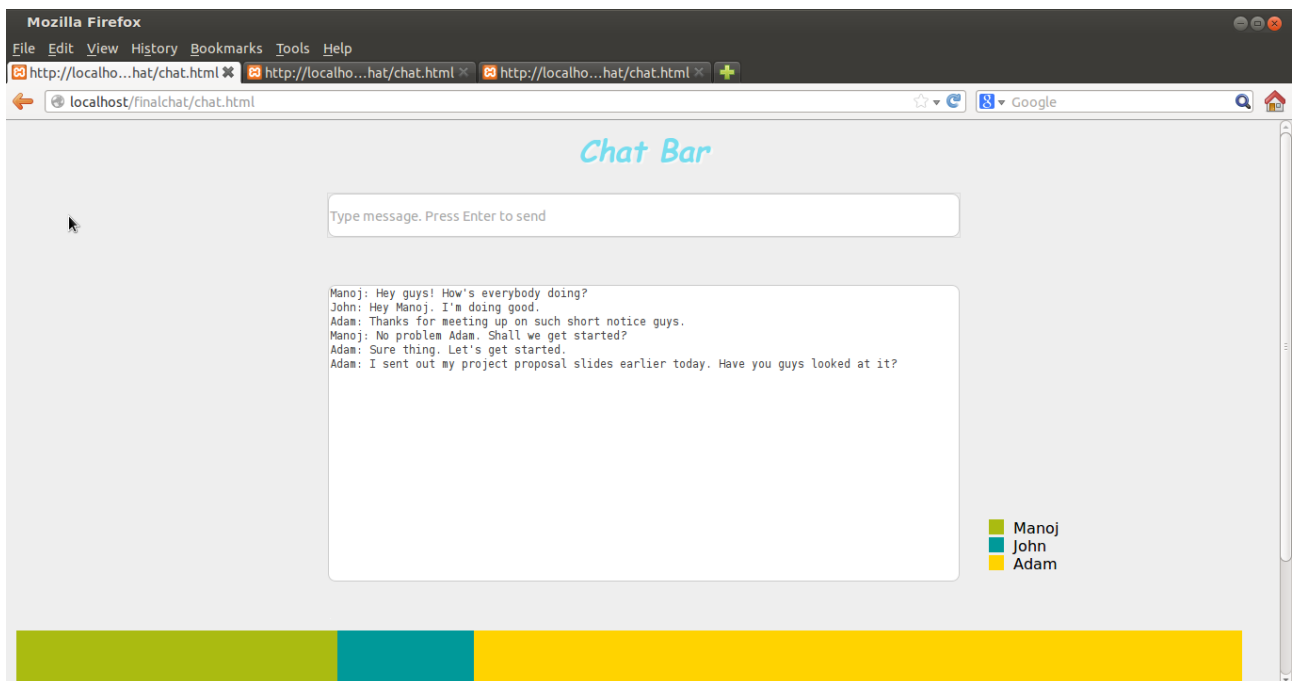 Mozilla Firefox
File Edit View History Bookmarks Tools Help
http://localho...hat/chat.html http://localho...hat/chat.html http://localho...hat/chat.html
localhost/finalchat/chat.html Google
Chat Bar
Type message. Press Enter to send
Manoj: Hey guys! How's everybody doing?
John: Hey Manoj. I'm doing good.
Adam: Thanks for meeting up on such short notice guys.
Manoj: No problem Adam. Shall we get started?
Adam: Sure thing. Let's get started.
Adam: I sent out my project proposal slides earlier today. Have you guys looked at it?
Manoj
John
Adam